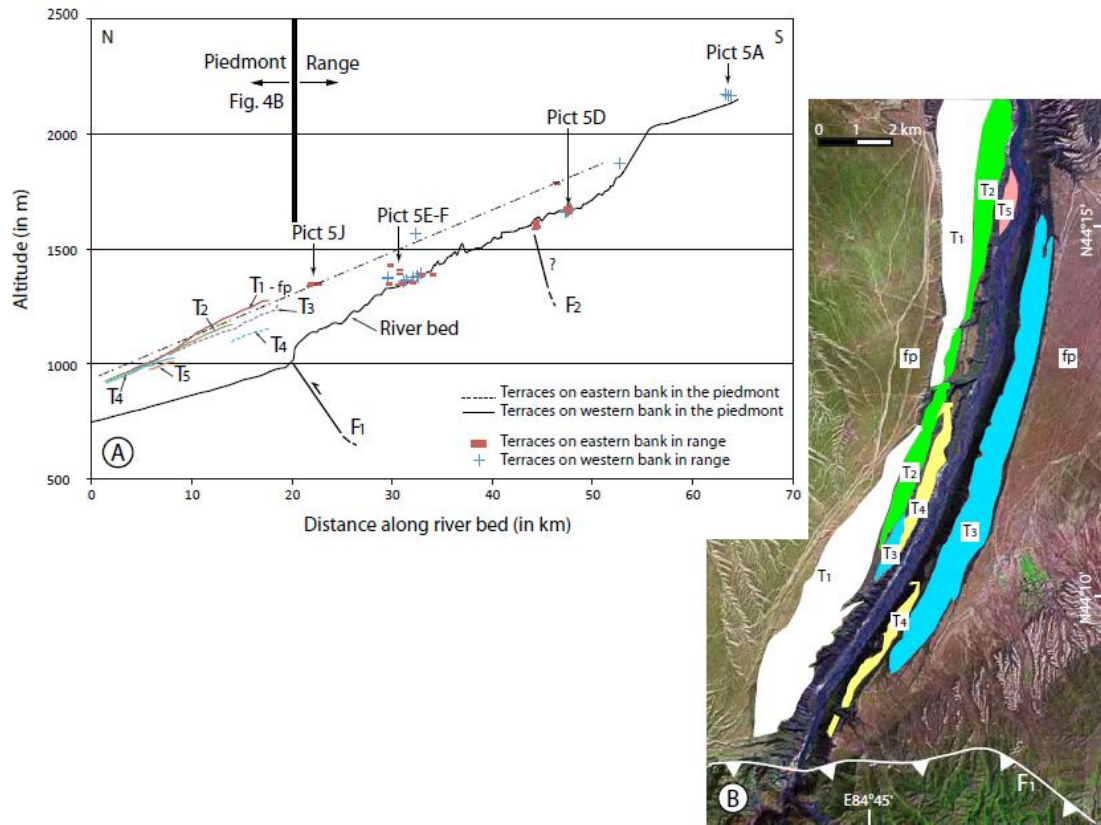 2500
N
S
Pict 5A
Piedmont
Range
Fig. 4B
2000
Pict 5D
Altitude (in m)
Pict 5E-F
1500
Pict 5J
?
T1 - fp
T3
T2
F2
River bed
T4
1000
T5
T4
Terraces on eastern bank in the piedmont
Terraces on western bank in the piedmont
F1
A
Terraces on eastern bank in range
Terraces on western bank in range
500
0
10
20
30
40
50
60
70
Distance along river bed (in km)
0 1 2 km
T2
T5
T1
N44°15'
fp
fp
T2
T4
T3
T3
T1
N44°10'
T4
F1
B
E84°45'